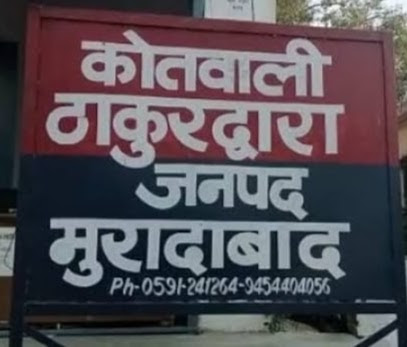 कोतवाली
ठाकुरद्वारा
जनपद
मुरादाबाद
Ph-0591-241264-9454404056